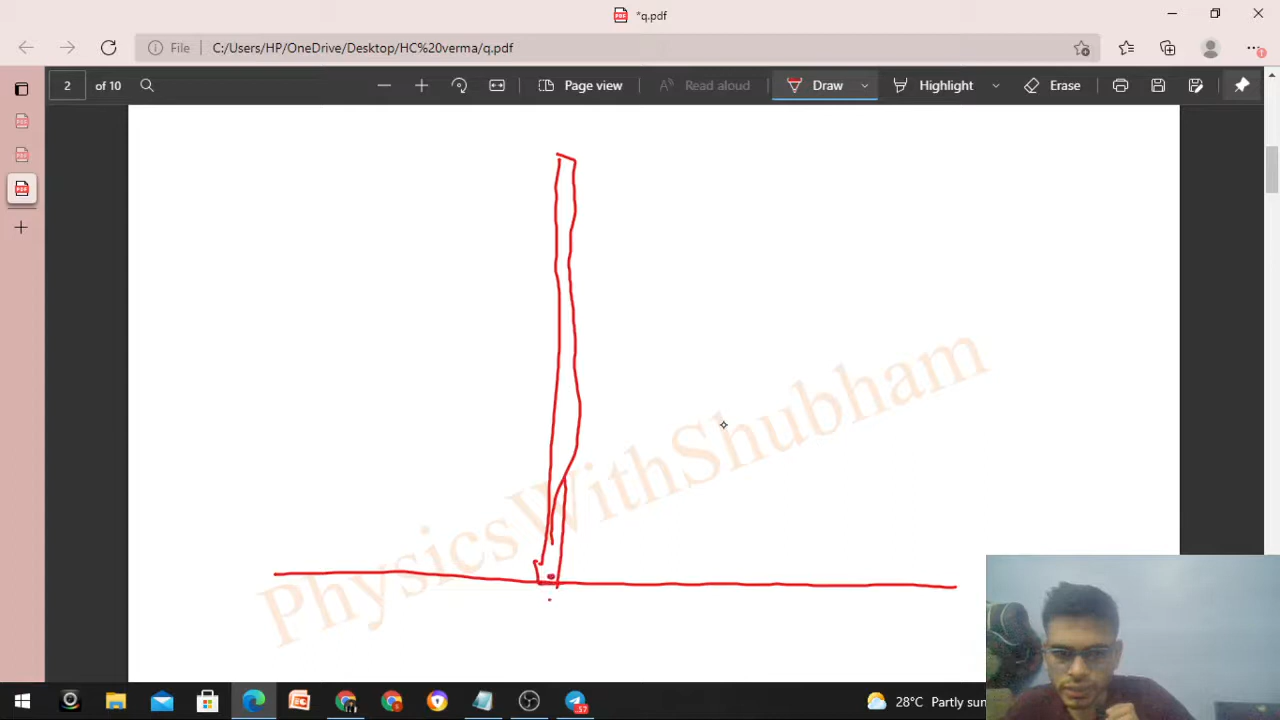 *q.pdf
File C:/Users/HP/OneDrive/Desktop/HC%20verma/q.pdf
2 of 10 Page view Read aloud Draw Highlight Erase
PhysicsWithShubham
37 28°C Partly sun